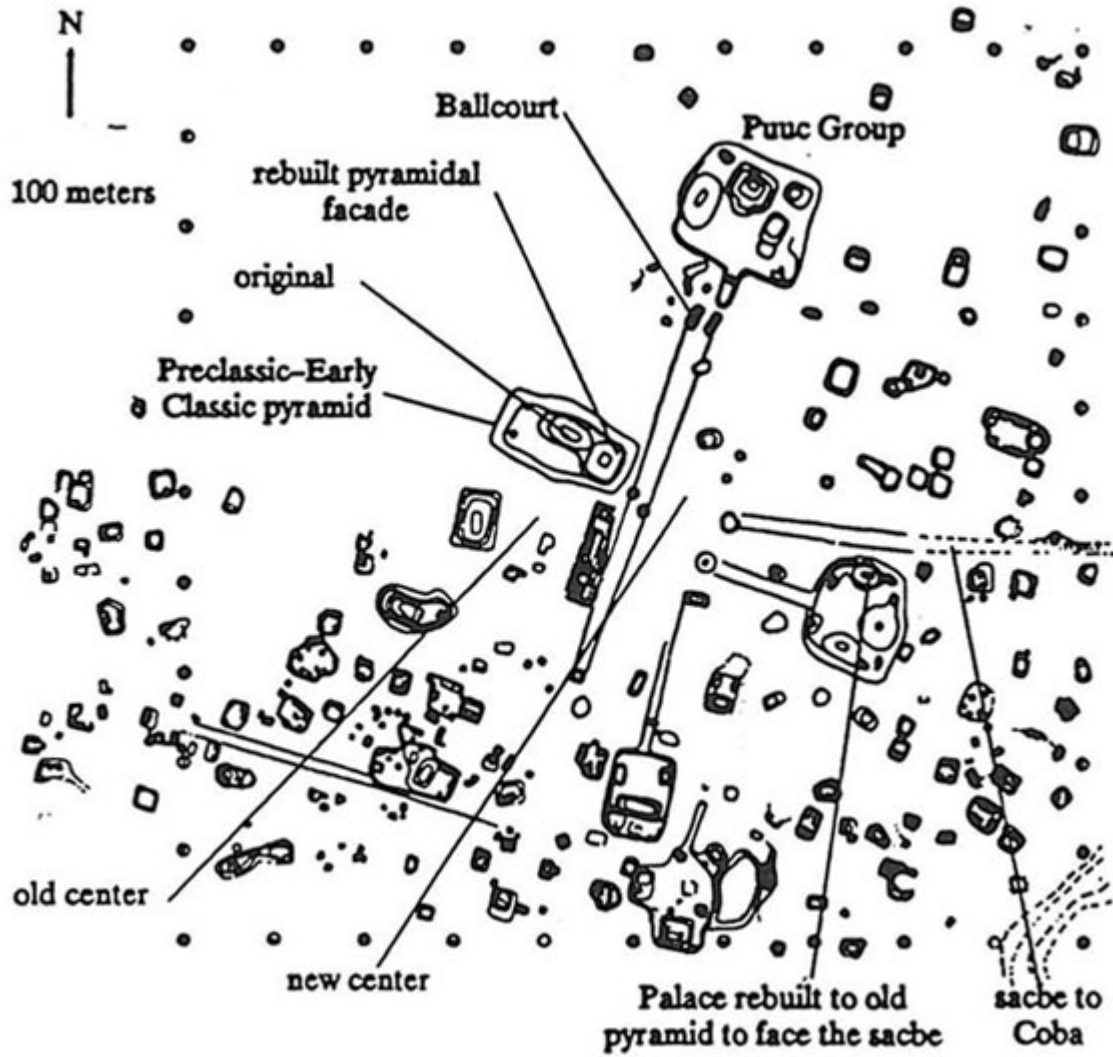 N
Ballcourt
Puuc Group
100 meters
rebuilt pyramidal
facade
original
Preclassic–Early
Classic pyramid
old center
new center
Palace rebuilt to old
pyramid to face the sacbe
sacbe to
Coba